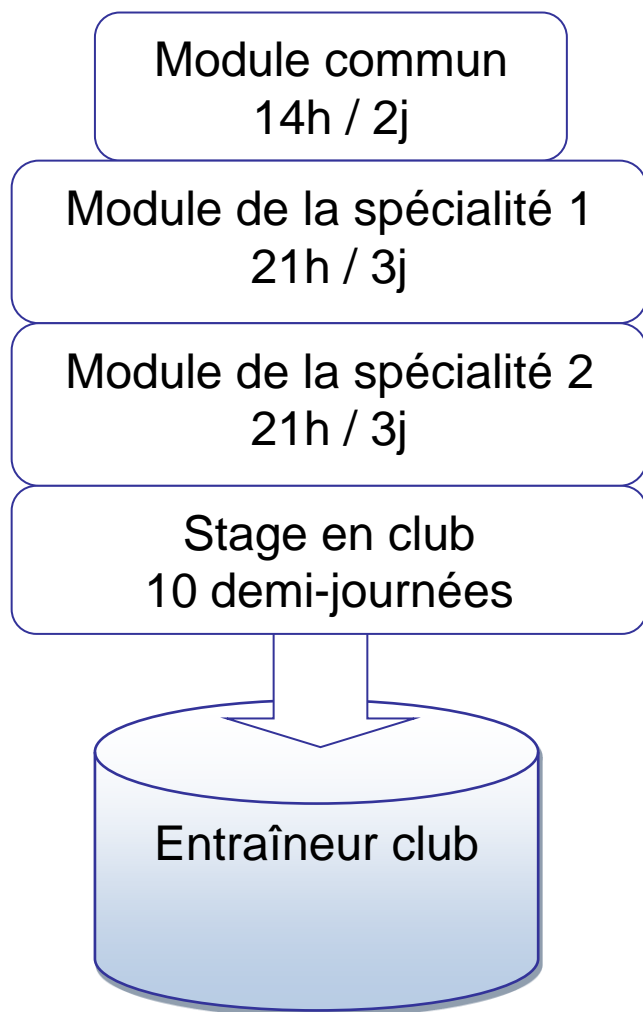 Module commun
14h / 2j
Module de la spécialité 1
21h / 3j
Module de la spécialité 2
21h / 3j
Stage en club
10 demi-journées
Entraîneur club